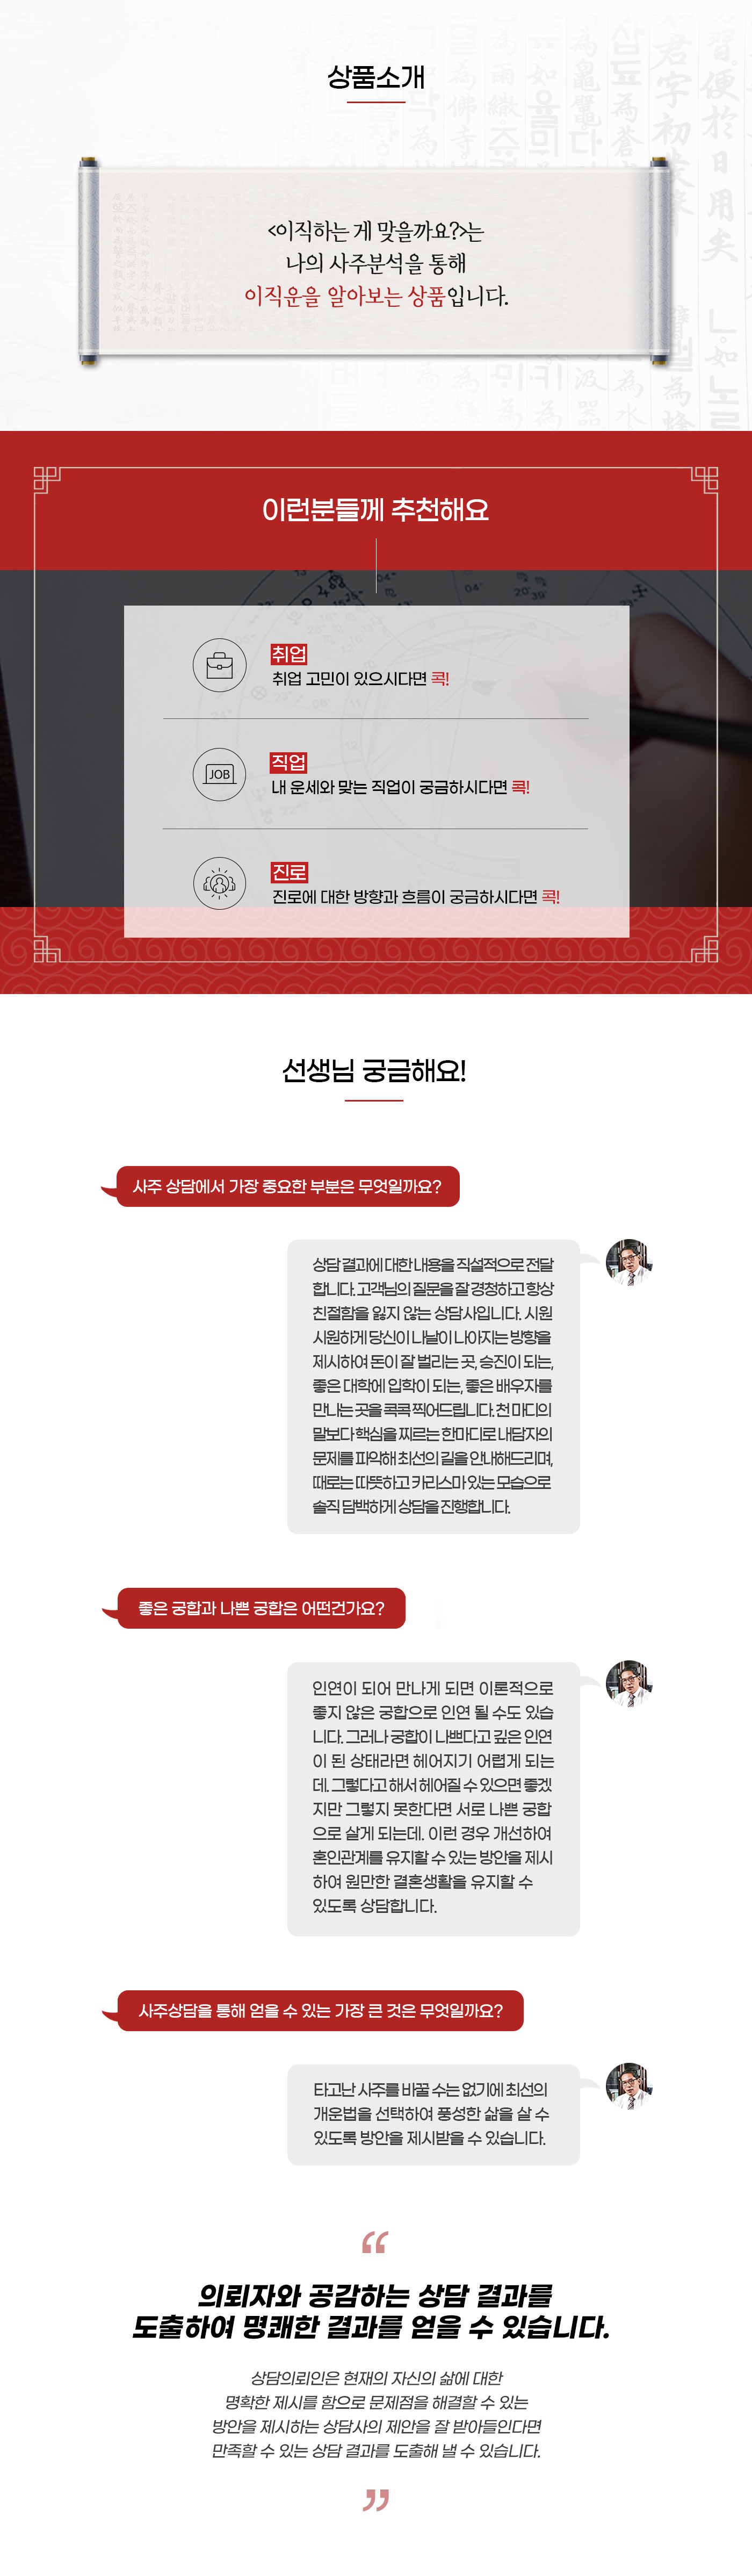 상품소개
<이직하는 게 맞을까요?>는
나의 사주분석을 통해
이직운을 알아보는 상품입니다.
이런분들께 추천해요
취업
취업 고민이 있으시다면 콕!
JOB
직업
내 운세와 맞는 직업이 궁금하시다면 콕!
진로
진로에 대한 방향과 흐름이 궁금하시다면 콕!
선생님 궁금해요!
사주 상담에서 가장 중요한 부분은 무엇일까요?
상담 결과에 대한 내용을 직설적으로 전달
합니다. 고객님의 질문을 잘 경청하고 항상
친절함을 잃지 않는 상담사입니다. 시원
시원하게 당신이 나날이 나아지는 방향을
제시하여 돈이 잘 벌리는 곳, 승진이 되는,
좋은 대학에 입학이 되는, 좋은 배우자를
만나는 곳을 콕콕 찍어드립니다. 천 마디의
말보다 핵심을 찌르는 한마디로 내담자의
문제를 파악해 최선의 길을 안내해드리며,
때로는 따뜻하고 카리스마 있는 모습으로
솔직 담백하게 상담을 진행합니다.
좋은 궁합과 나쁜 궁합은 어떤건가요?
인연이 되어 만나게 되면 이론적으로
좋지 않은 궁합으로 인연 될 수도 있습
니다. 그러나 궁합이 나쁘다고 깊은 인연
이 된 상태라면 헤어지기 어렵게 되는
데. 그렇다고 해서 헤어질 수 있으면 좋겠
지만 그렇지 못한다면 서로 나쁜 궁합
으로 살게 되는데. 이런 경우 개선하여
혼인관계를 유지할 수 있는 방안을 제시
하여 원만한 결혼생활을 유지할 수
있도록 상담합니다.
사주상담을 통해 얻을 수 있는 가장 큰 것은 무엇일까요?
타고난 사주를 바꿀 수는 없기에 최선의
개운법을 선택하여 풍성한 삶을 살 수
있도록 방안을 제시받을 수 있습니다.
“
의뢰자와 공감하는 상담 결과를
도출하여 명쾌한 결과를 얻을 수 있습니다.
상담의뢰인은 현재의 자신의 삶에 대한
명확한 제시를 함으로 문제점을 해결할 수 있는
방안을 제시하는 상담사의 제안을 잘 받아들인다면
만족할 수 있는 상담 결과를 도출해 낼 수 있습니다.
”